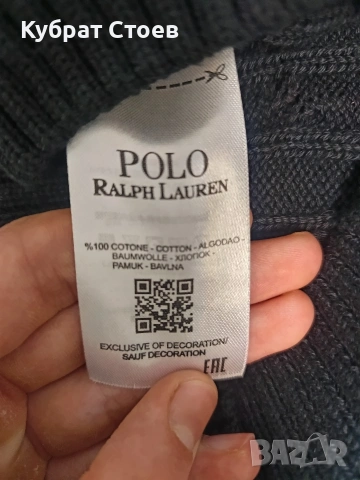 Кубрат Стоев
POLO
RALPH LAUREN
%100 COTONE - COTTON - ALGODAO -
BAUMWOLLE - ХЛОПОК -
PAMUK - BAVLNA
EXCLUSIVE OF DECORATION/
SAUF DECORATION
EAC
BAZAR